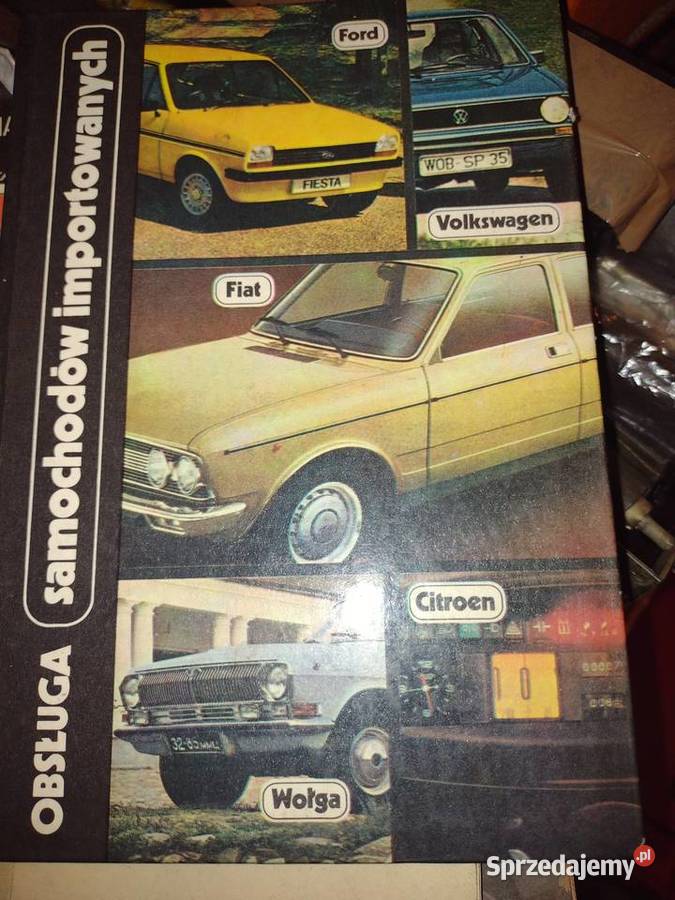 OBSŁUGA
samochodów importowanych
Ford
FIESTA
WOB-SP 35
Volkswagen
Fiat
Wołga
Citroen
Sprzedajemy.pl